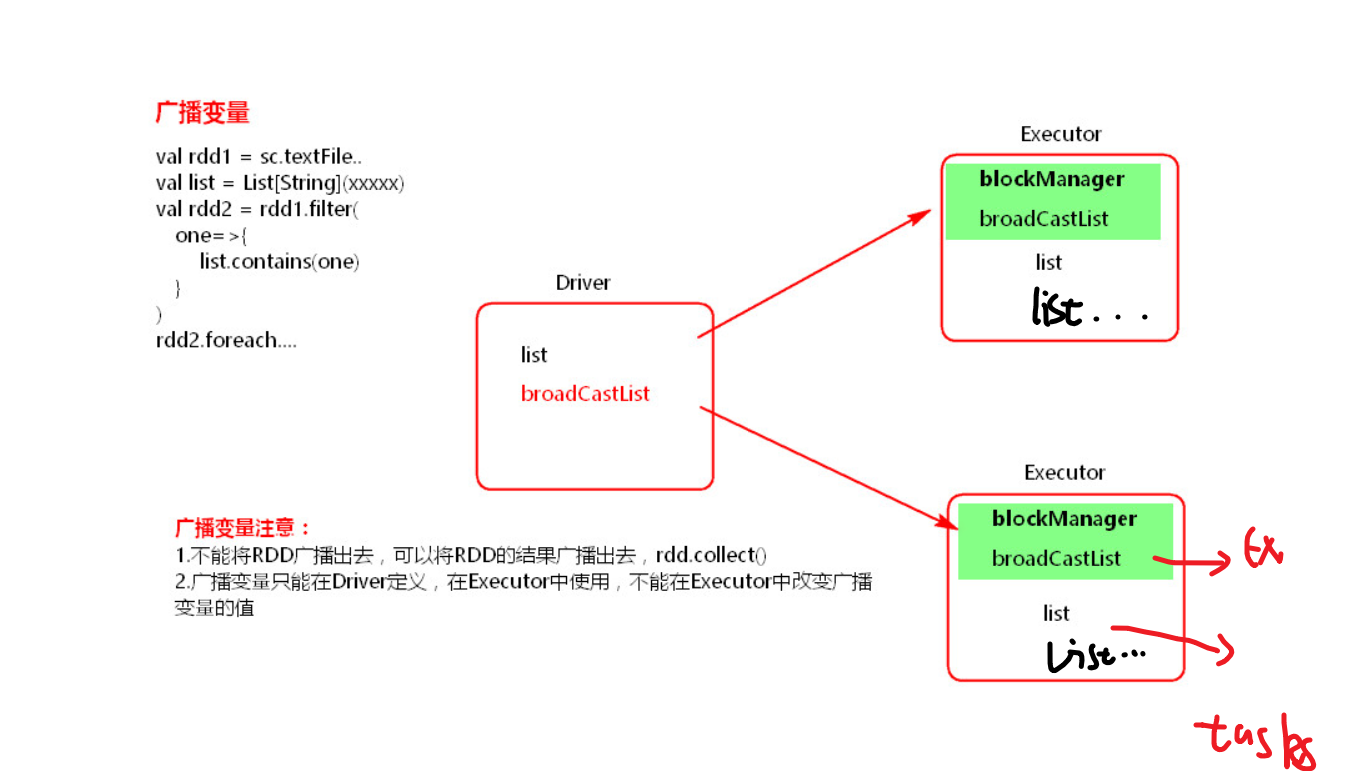 广播变量
val rdd1 = sc.textFile..
val list = List[String](xxxxx)
val rdd2 = rdd1.filter(
one=>{
list.contains(one)
}
)
rdd2.foreach....
Driver
list
broadCastList
Executor
blockManager
broadCastList
list
list...
Executor
blockManager
broadCastList
Ex
list
List...
tasks
广播变量注意：
1.不能将RDD广播出去，可以将RDD的结果广播出去，rdd.collect()
2.广播变量只能在Driver定义，在Executor中使用，不能在Executor中改变广播
变量的值